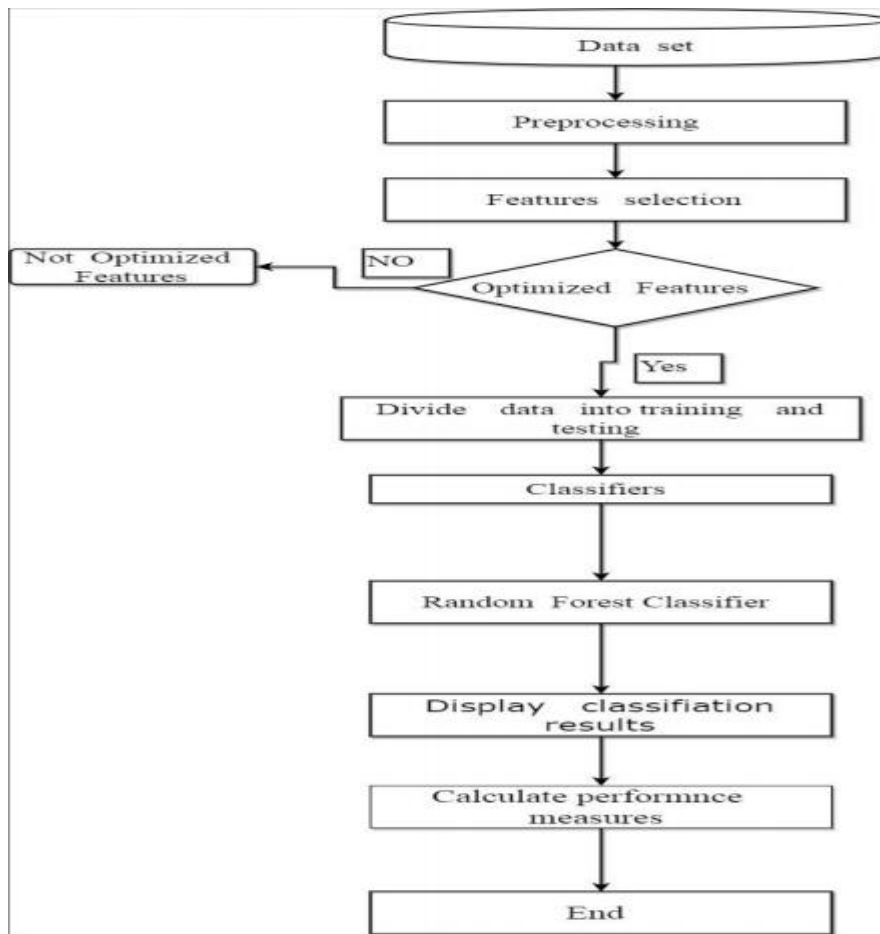 Data set
Preprocessing
Features selection
Not Optimized
Features
NO
Optimized Features
Yes
Divide data into training and
testing
Classifiers
Random Forest Classifier
Display classifiation
results
Calculate performnce
measures
End